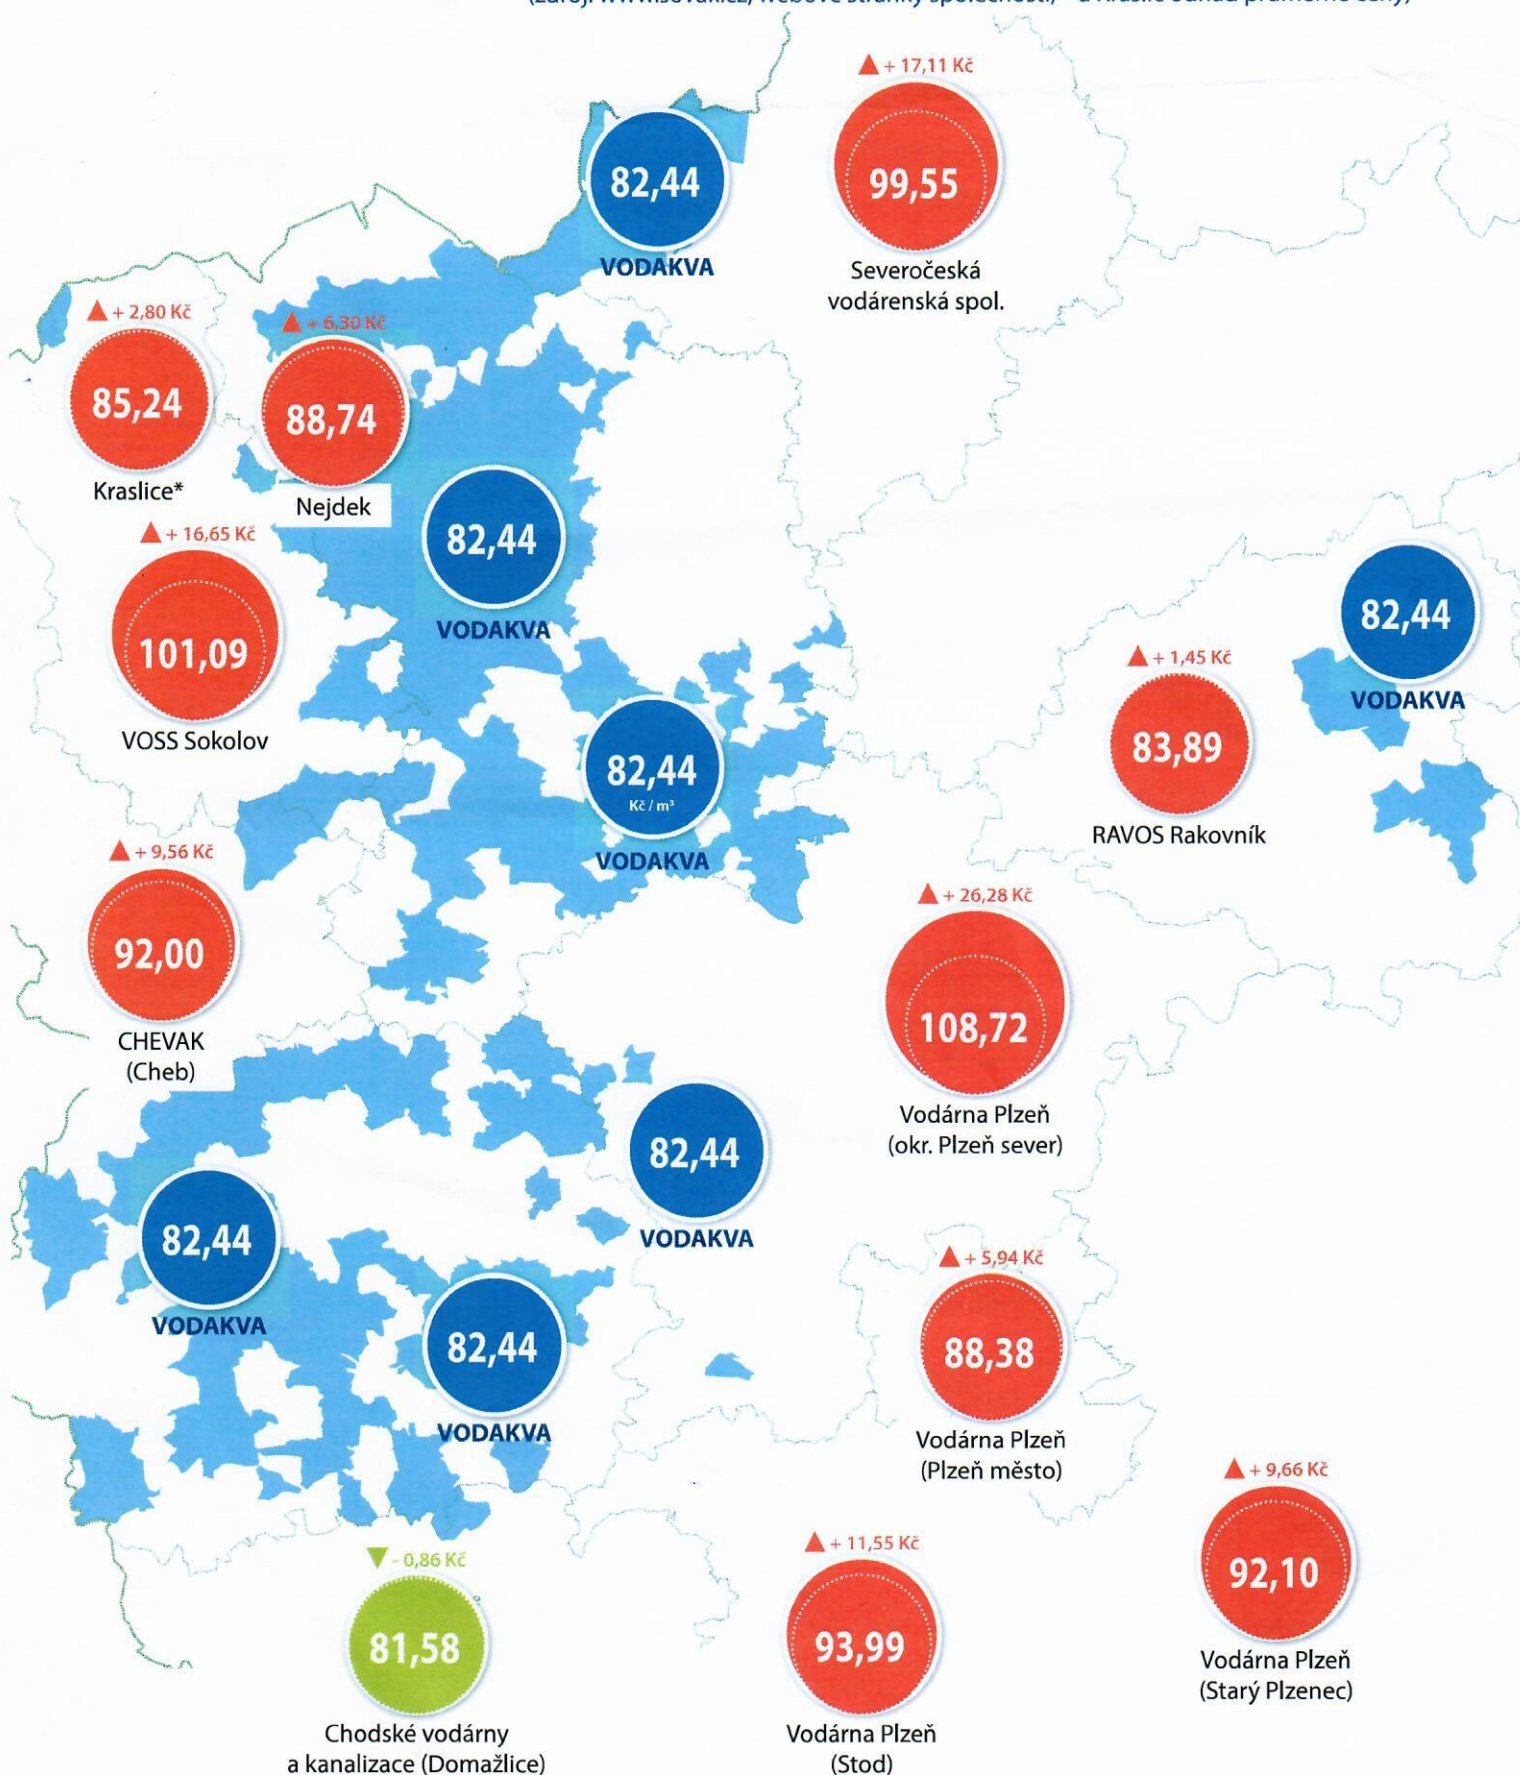 ▲ + 17,11 Kč
99,55
Severočeská
vodárenská spol.
82,44
VODAKVA
▲ + 2,80 Kč
85,24
Kraslice*
▲ + 6,30 Kč
88,74
Nejdek
82,44
VODAKVA
▲ + 16,65 Kč
101,09
VOSS Sokolov
82,44
VODAKVA
▲ + 1,45 Kč
83,89
RAVOS Rakovník
82,44
Kč / m³
VODAKVA
▲ + 9,56 Kč
92,00
CHEVAK
(Cheb)
▲ + 26,28 Kč
108,72
Vodárna Plzeň
(okr. Plzeň sever)
82,44
VODAKVA
82,44
VODAKVA
82,44
VODAKVA
▲ + 5,94 Kč
88,38
Vodárna Plzeň
(Plzeň město)
▲ + 9,66 Kč
92,10
Vodárna Plzeň
(Starý Plzenec)
▼ - 0,86 Kč
81,58
Chodské vodárny
a kanalizace (Domažlice)
▲ + 11,55 Kč
93,99
Vodárna Plzeň
(Stod)